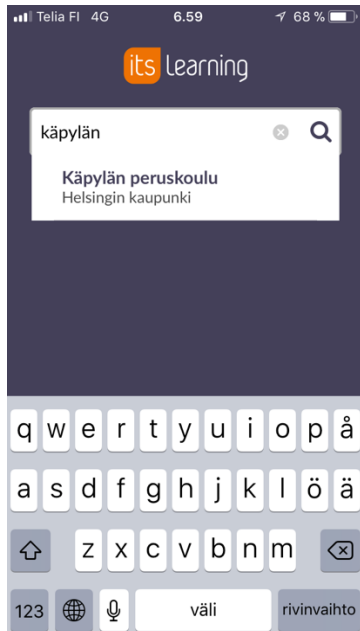 Telia FI 4G 6.59 68 %
its learning
käpylän
Käpylän peruskoulu
Helsingin kaupunki
q w e r t y u i o p å
a s d f g h j k l ö ä
z x c v b n m
123 väli rivinvaihto